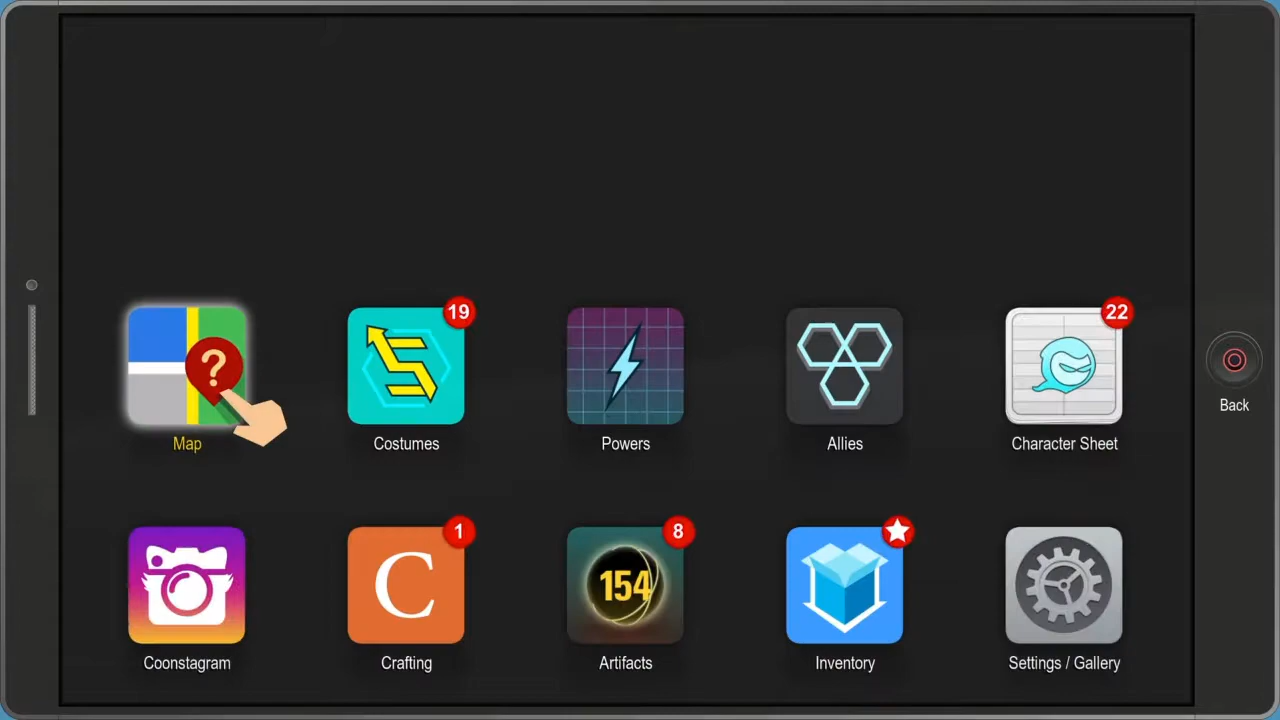 ?
19
22
Map
Costumes
Powers
Allies
Character Sheet
Back
1
8
C
154
Coonstagram
Crafting
Artifacts
Inventory
Settings / Gallery